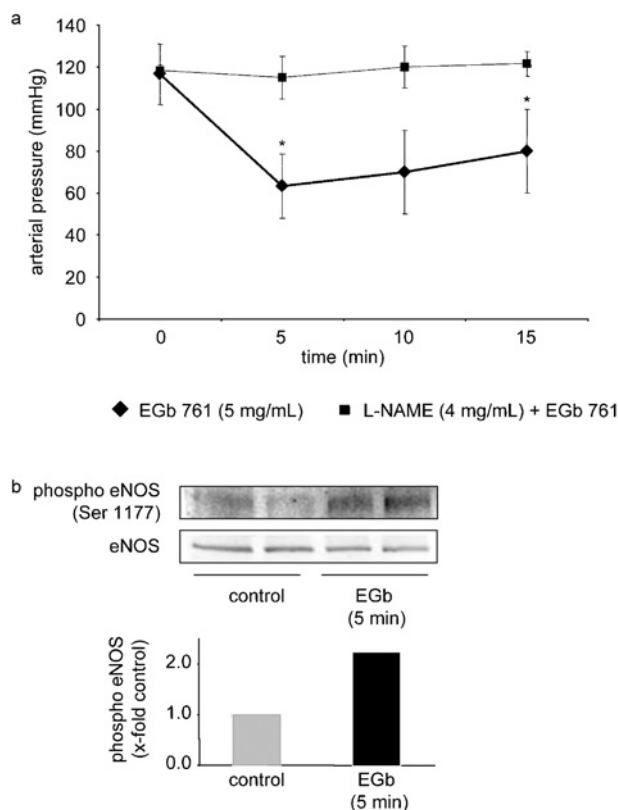 a
arterial pressure (mmHg)
140
120
100
80
60
40
20
0
*
*
0 5 10 15
time (min)
EGb 761 (5 mg/mL) L-NAME (4 mg/mL) + EGb 761
b
phospho eNOS
(Ser 1177)
eNOS
control EGb
(5 min)
phospho eNOS
(x-fold control)
2.0
1.0
0.0
control EGb
(5 min)